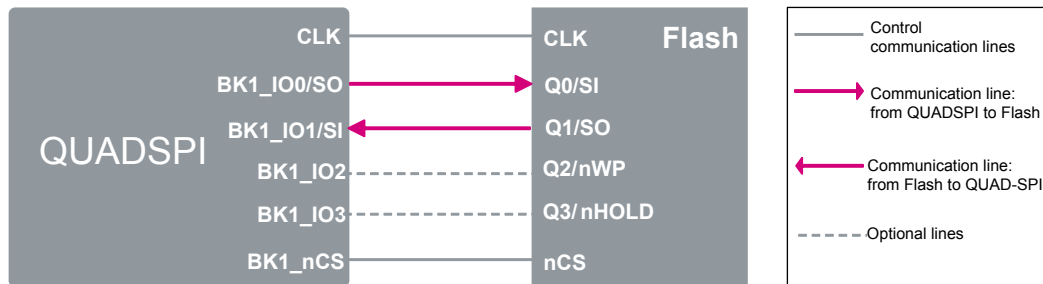 QUADSPI
CLK
BK1_IO0/SO
BK1_IO1/SI
BK1_IO2
BK1_IO3
BK1_nCS
Flash
CLK
Q0/SI
Q1/SO
Q2/nWP
Q3/nHOLD
nCS
Control
communication lines
Communication line:
from QUADSPI to Flash
Communication line:
from Flash to QUAD-SPI
Optional lines